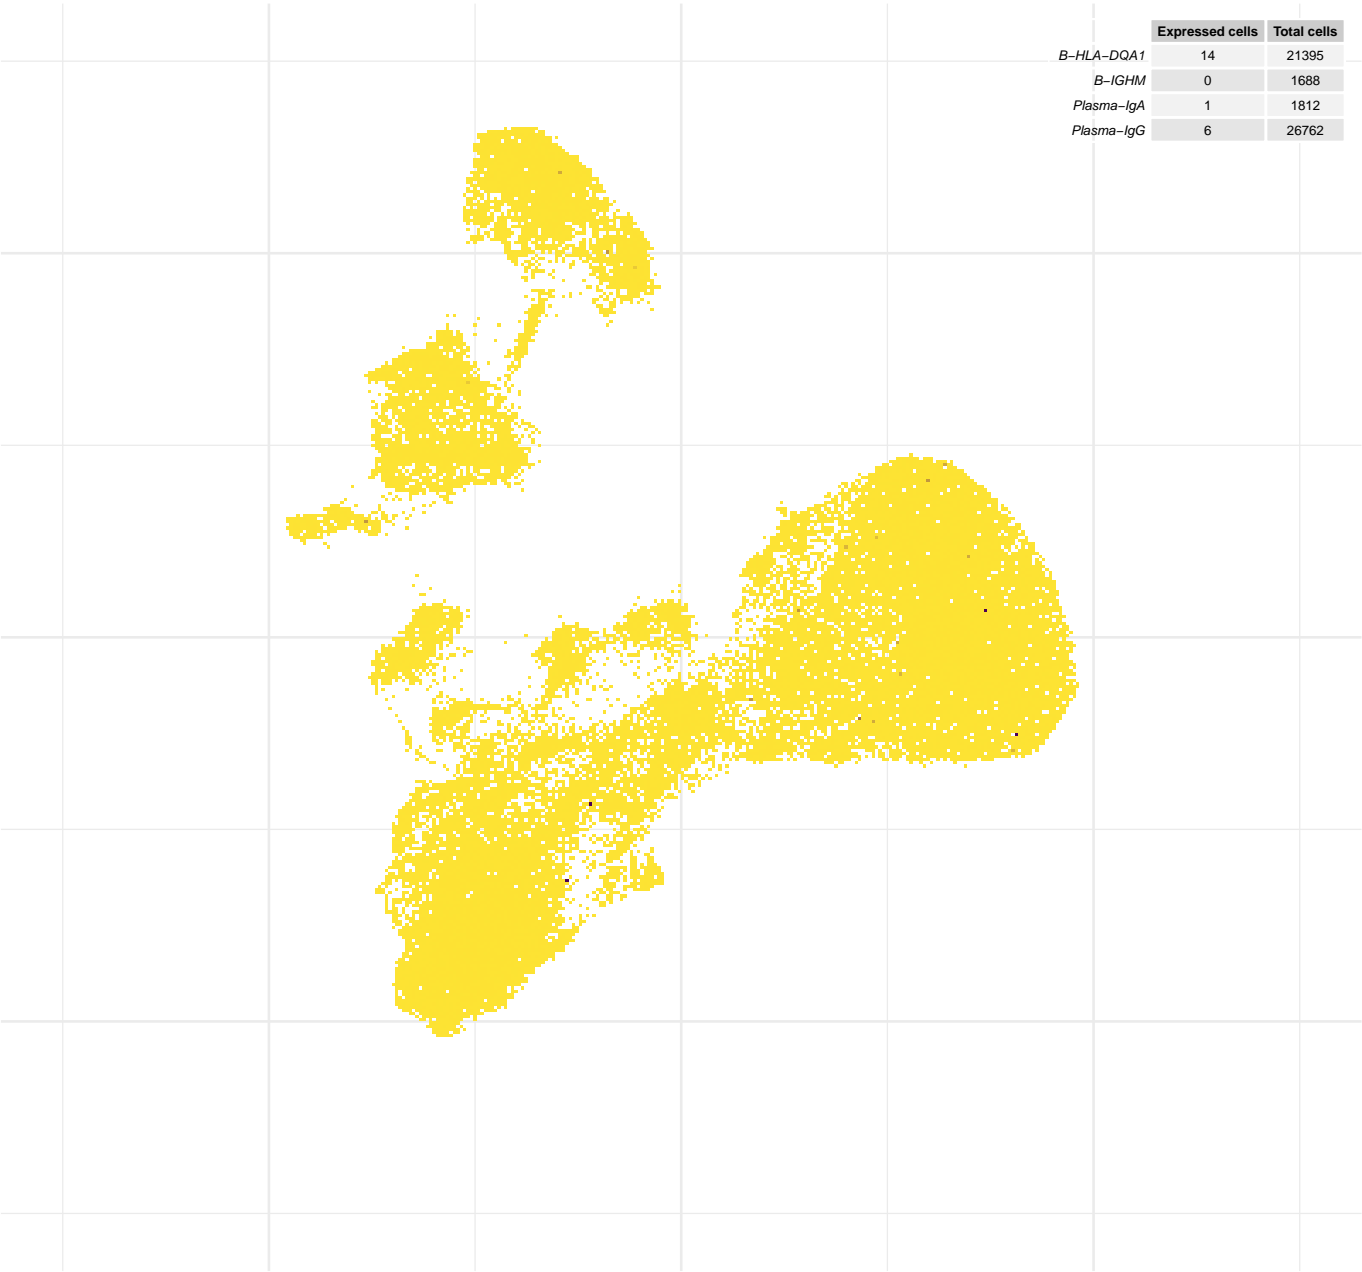 Expressed cells Total cells
B−HLA−DQA1 14 21395
B−IGHM 0 1688
Plasma−IgA 1 1812
Plasma−IgG 6 26762